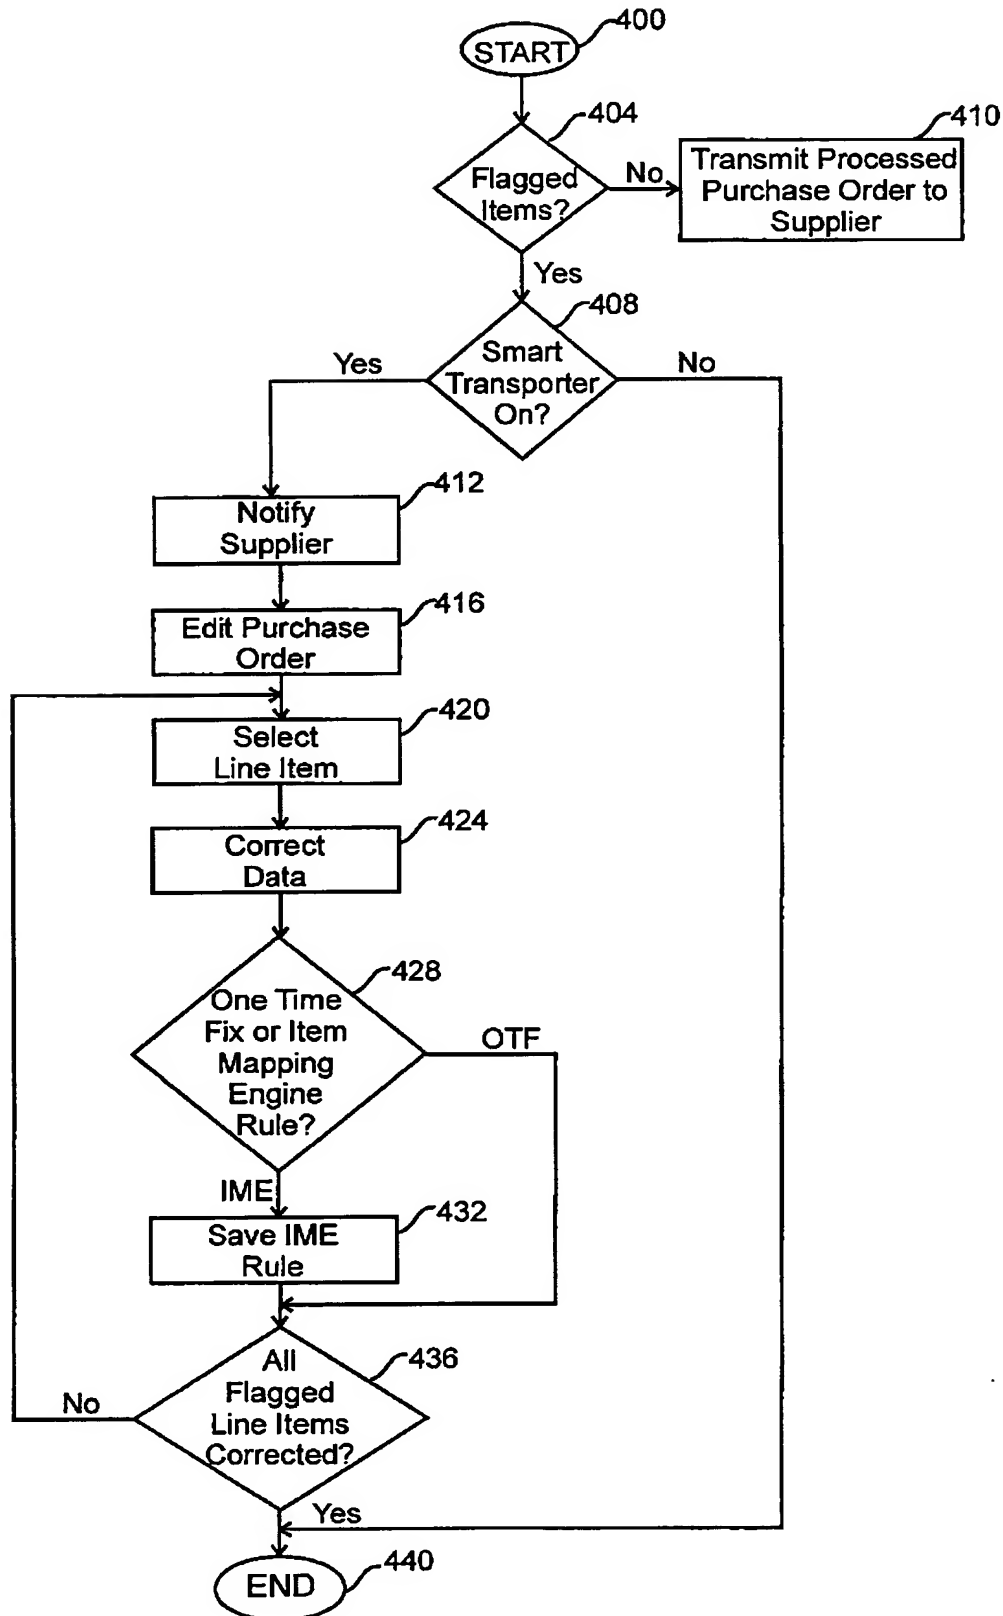 400
START
404
Flagged
Items?
No
410
Transmit Processed
Purchase Order to
Supplier
Yes
408
Smart
Transporter
On?
Yes
No
412
Notify
Supplier
416
Edit Purchase
Order
420
Select
Line Item
424
Correct
Data
428
One Time
Fix or Item
Mapping
Engine
Rule?
OTF
IME
432
Save IME
Rule
436
All
Flagged
Line Items
Corrected?
No
Yes
440
END